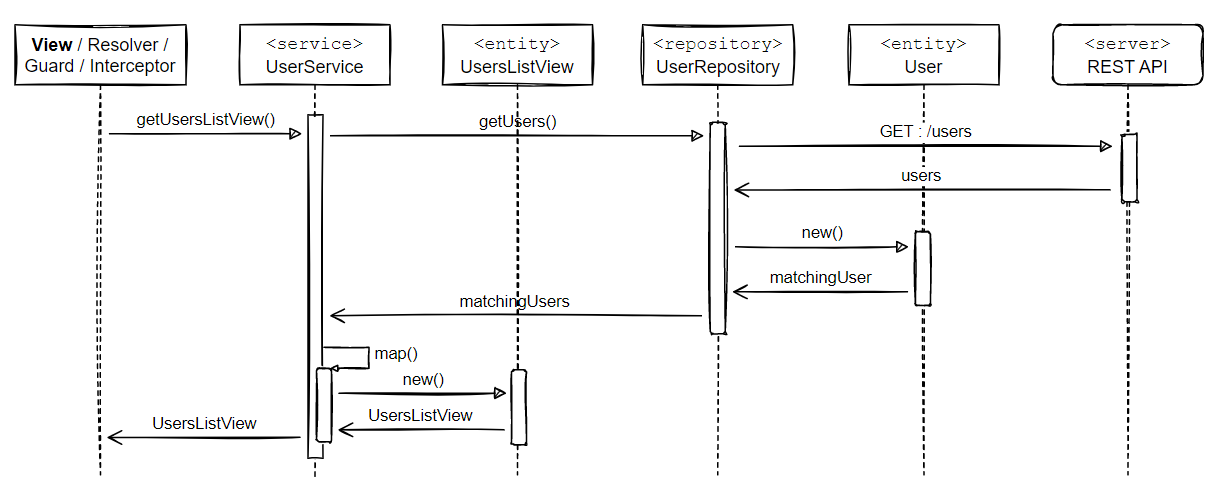 View / Resolver /
Guard / Interceptor
<service>
UserService
<entity>
UsersListView
<repository>
UserRepository
<entity>
User
<server>
REST API
getUsersListView()
getUsers()
GET : /users
users
new()
matchingUser
matchingUsers
map()
new()
UsersListView
UsersListView